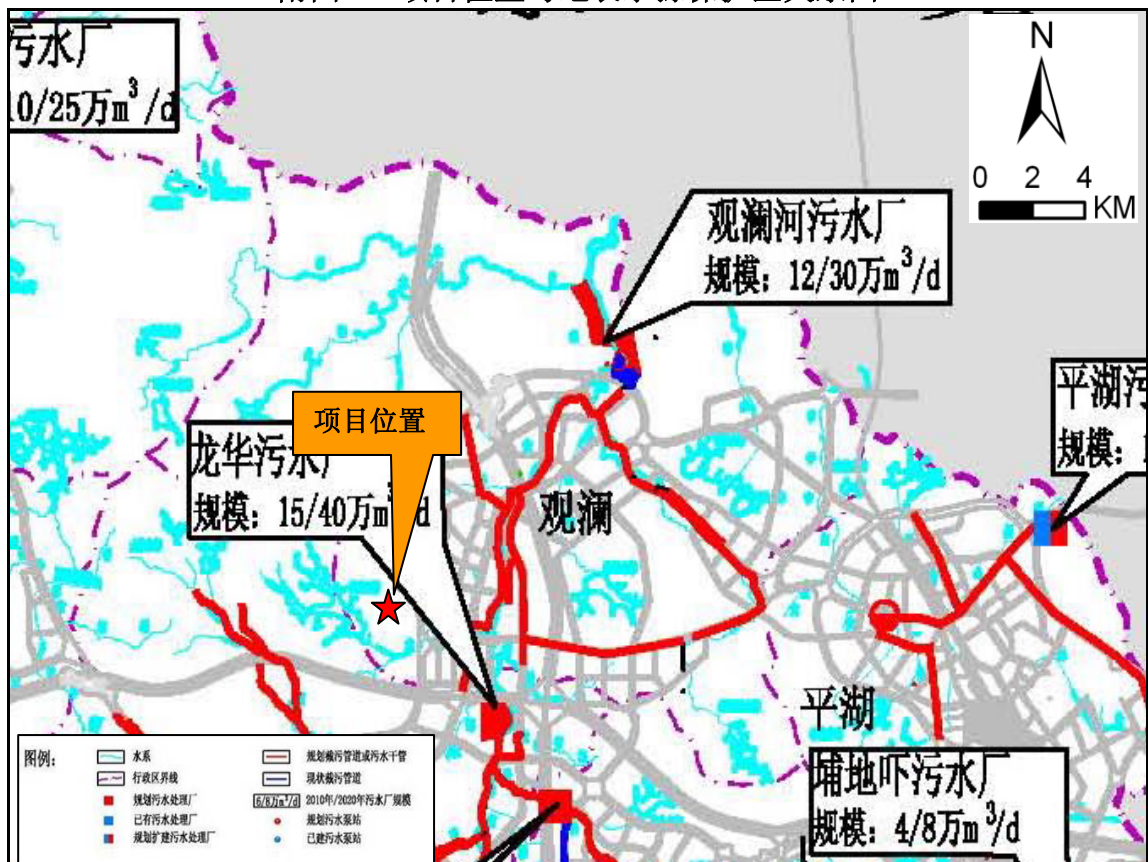 污水厂
10/25万m³/d
N
0 2 4
KM
观澜河污水厂
规模：12/30万m³/d
平湖污
规模：
项目位置
龙华污水厂
规模：15/40万m³/d
观澜
平湖
埔地吓污水厂
规模：4/8万m³/d
图例：
水系
规划截污管道或污水干管
行政区界线
现状截污管道
规划污水处理厂
6/8万m³/d 2010年/2020年污水厂规模
已有污水处理厂
规划污水泵站
规划扩建污水处理厂
已建污水泵站